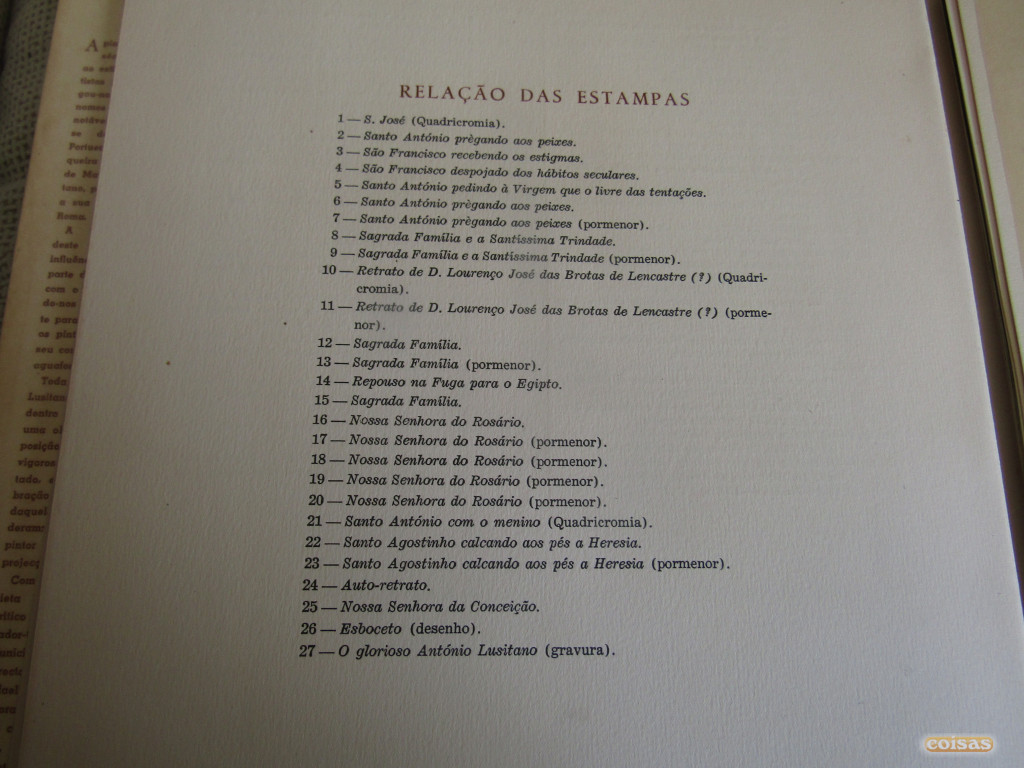 RELAÇÃO DAS ESTAMPAS
1 — S. José (Quadricromia).
2 — Santo António prègando aos peixes.
3 — São Francisco recebendo os estigmas.
4 — São Francisco despojado dos hábitos seculares.
5 — Santo António pedindo à Virgem que o livre das tentações.
6 — Santo António prègando aos peixes.
7 — Santo António prègando aos peixes (pormenor).
8 — Sagrada Família e a Santíssima Trindade.
9 — Sagrada Família e a Santíssima Trindade (pormenor).
10 — Retrato de D. Lourenço José das Brotas de Lencastre (?) (Quadri-
cromia).
11 — Retrato de D. Lourenço José das Brotas de Lencastre (?) (porme-
nor).
12 — Sagrada Família.
13 — Sagrada Família (pormenor).
14 — Repouso na Fuga para o Egipto.
15 — Sagrada Família.
16 — Nossa Senhora do Rosário.
17 — Nossa Senhora do Rosário (pormenor).
18 — Nossa Senhora do Rosário (pormenor).
19 — Nossa Senhora do Rosário (pormenor).
20 — Nossa Senhora do Rosário (pormenor).
21 — Santo António com o menino (Quadricromia).
22 — Santo Agostinho calcando aos pés a Heresia.
23 — Santo Agostinho calcando aos pés a Heresia (pormenor).
24 — Auto-retrato.
25 — Nossa Senhora da Conceição.
26 — Esboceto (desenho).
27 — O glorioso António Lusitano (gravura).
coisas